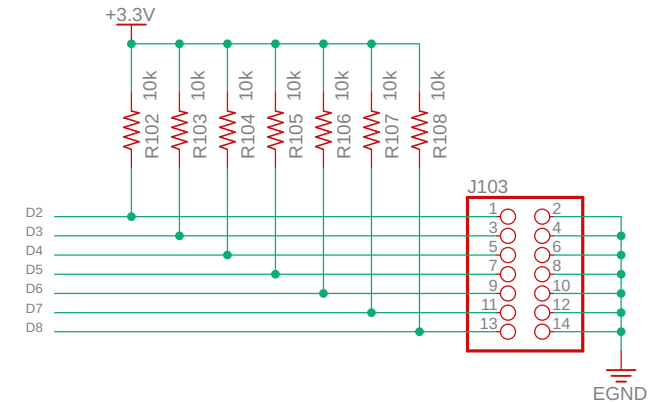 +3.3V
10k 10k 10k 10k 10k 10k 10k
R102 R103 R104 R105 R106 R107 R108
J103
D2 1 2
D3 3 4
D4 5 6
D5 7 8
D6 9 10
D7 11 12
D8 13 14
EGND